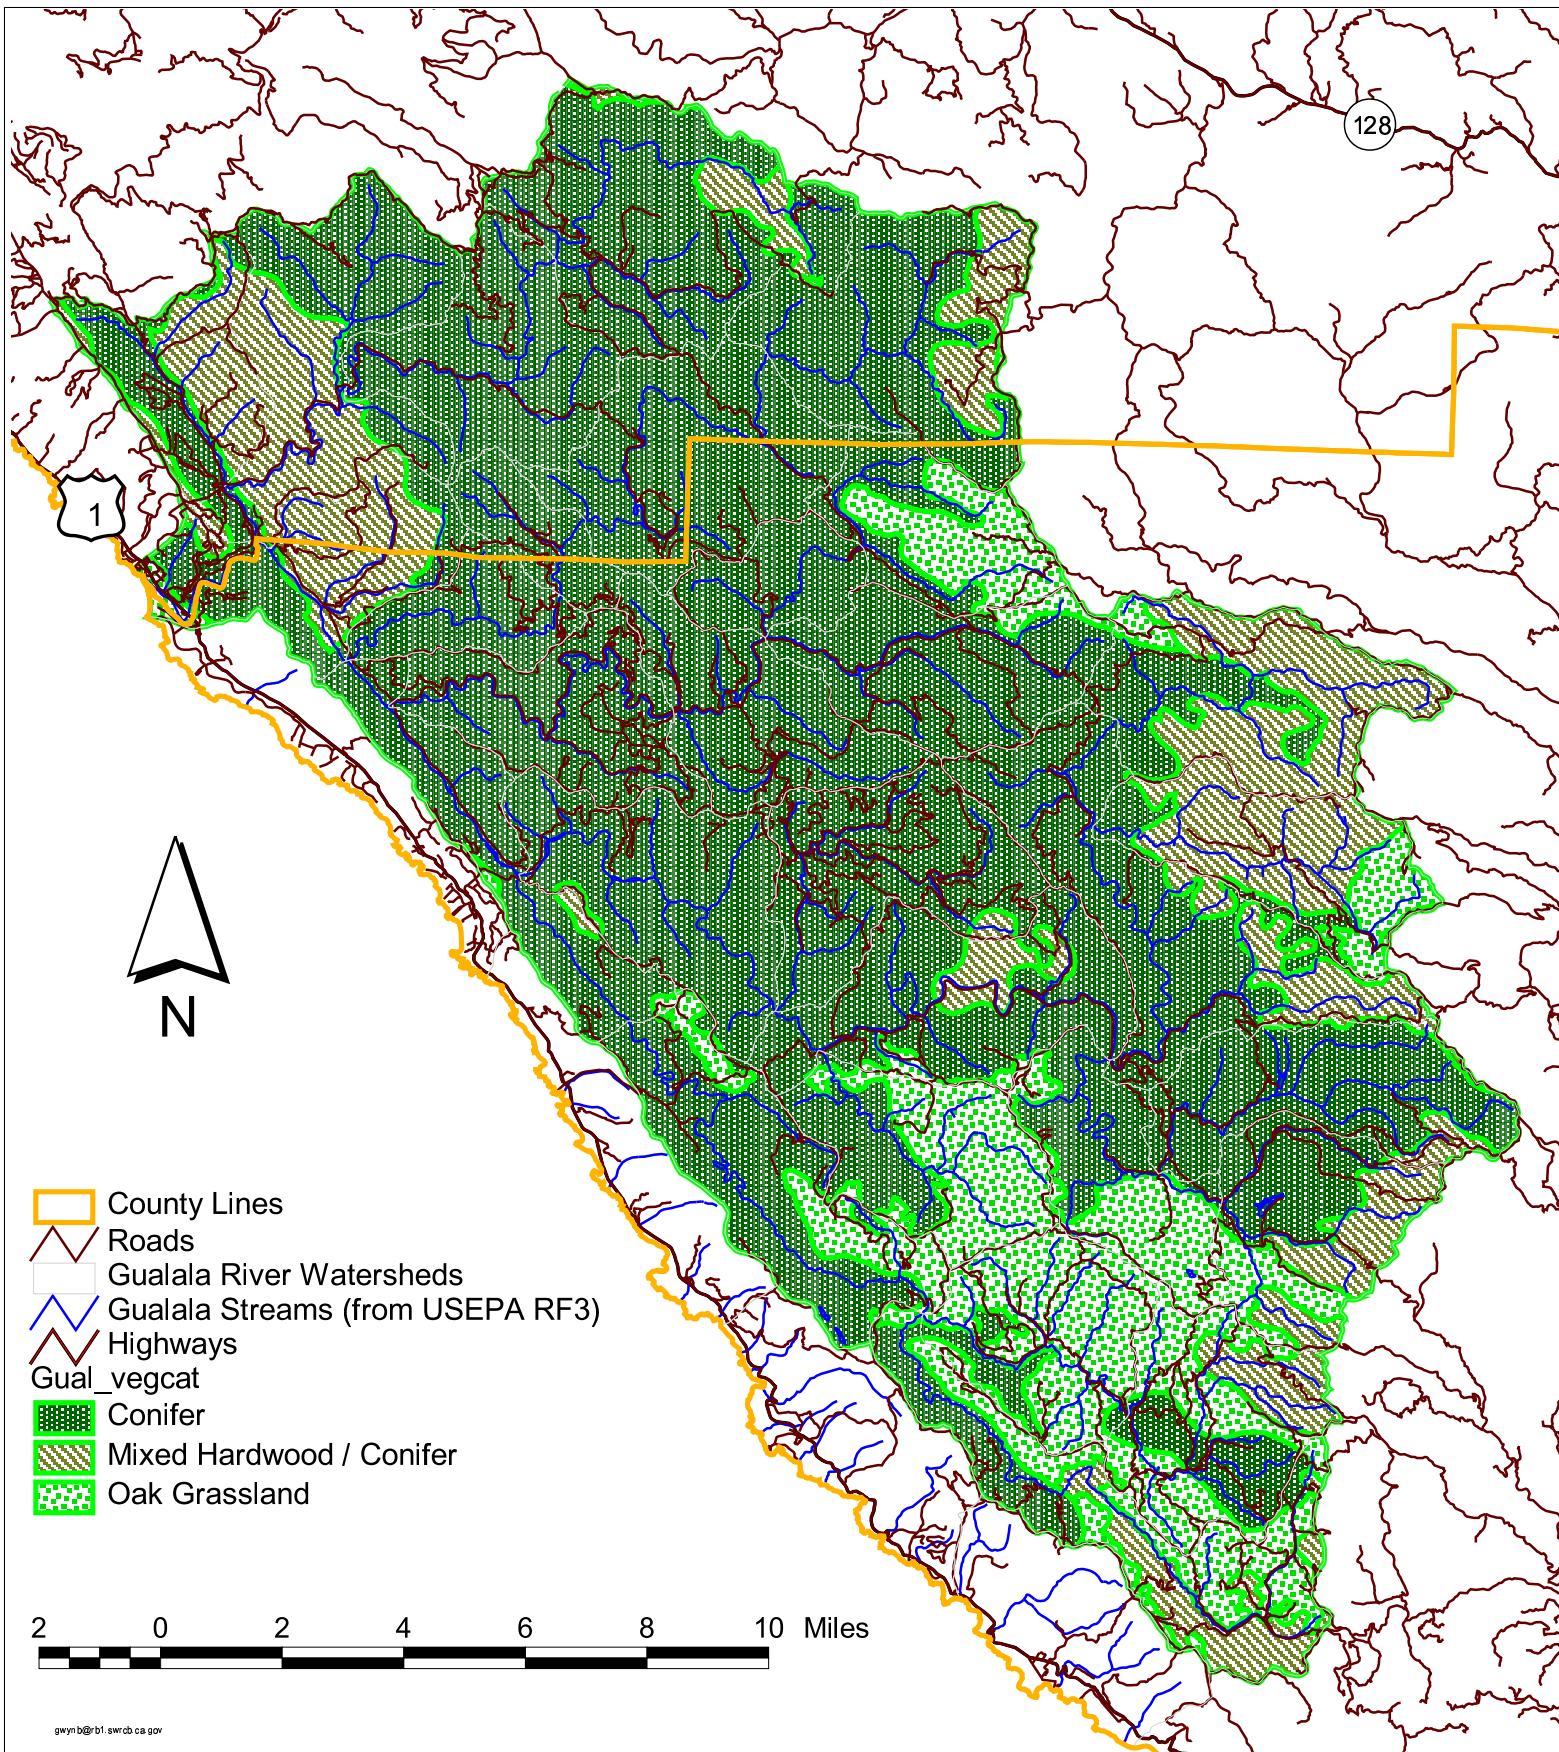 128
1
N
County Lines
Roads
Gualala River Watersheds
Gualala Streams (from USEPA RF3)
Highways
Gual_vegcat
Conifer
Mixed Hardwood / Conifer
Oak Grassland
2 0 2 4 6 8 10 Miles
gwynb@rb1.swrcb.ca.gov